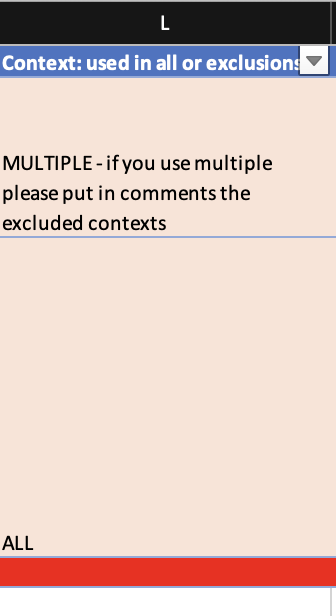 L
Context: used in all or exclusions
MULTIPLE - if you use multiple
please put in comments the
excluded contexts
ALL